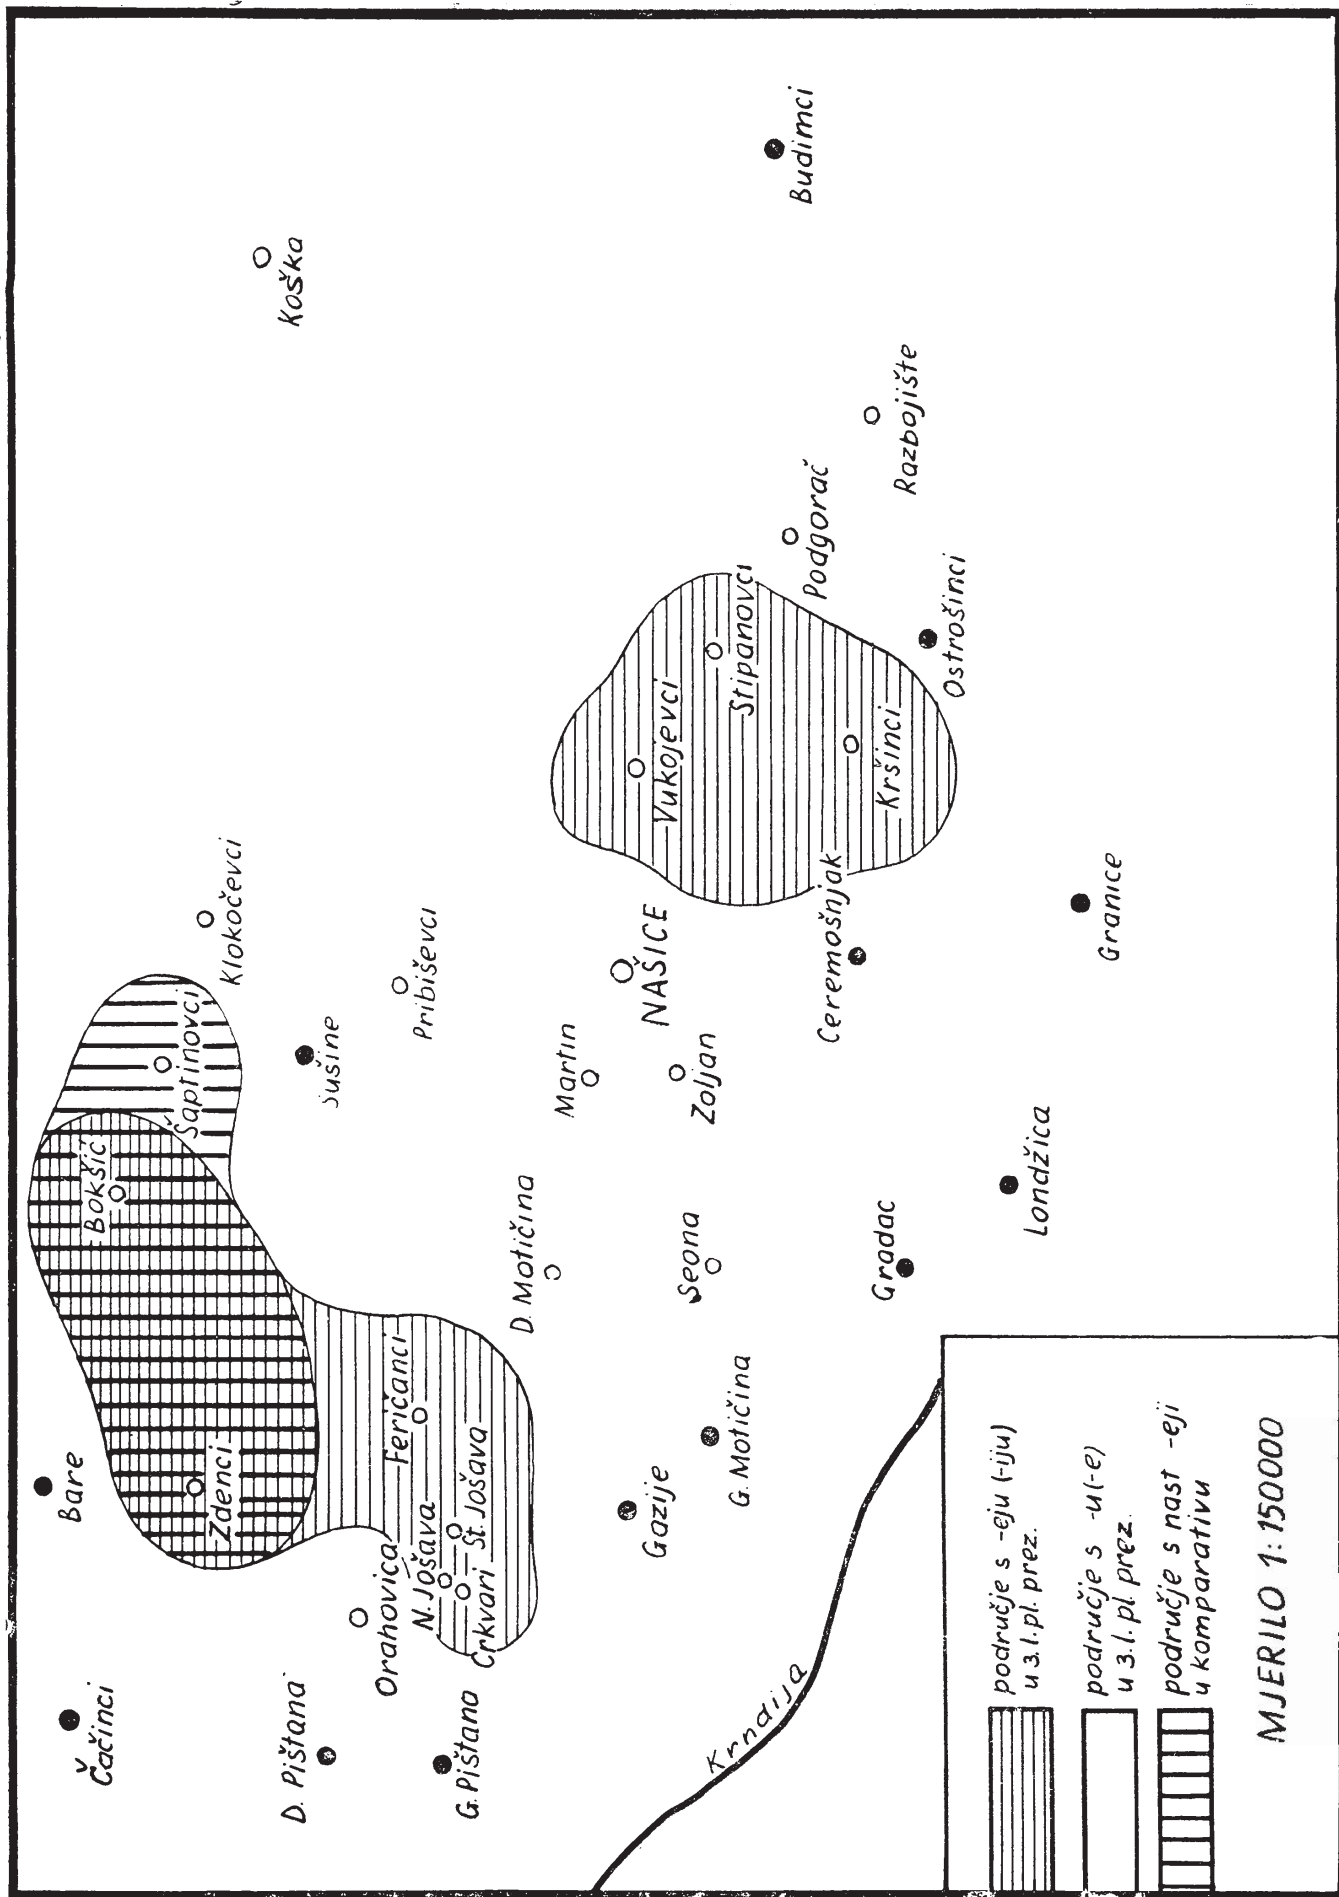 Čačinci
Bare
Bokšić
Šaptinovci
Zdenci
Klokočevci
Koška
D. Pištana
Sušine
Orahovica
Feričanci
Pribiševci
N. Jošava
G. Pištana
St. Jošava
Crkvari
D. Motičina
Martin
Gazije
NAŠICE
Vukojevci
Seona
Zoljan
G. Motičina
Stipanovci
Krndija
Budimci
Podgorač
Ceremošnjak
Kršinci
Gradac
Razbojište
Ostrošinci
Londžica
Granice
područje s -eju (-iju)
u 3.l.pl. prez.
područje s -u(-e)
u 3.l.pl. prez.
područje s nast -eji
u komparativu
MJERILO 1:150000